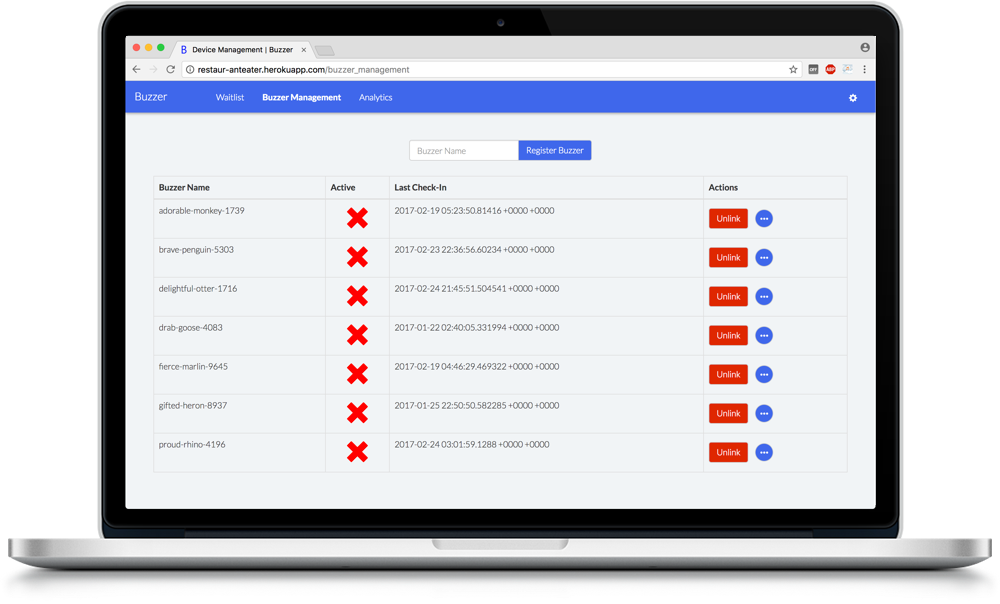 B Device Management | Buzzer ×
restaur-anteater.herokuapp.com/buzzer_management
ABP
Buzzer Waitlist Buzzer Management Analytics
Buzzer Name Register Buzzer
Buzzer Name Active Last Check-In Actions
adorable-monkey-1739 2017-02-19 05:23:50.81416 +0000 +0000 Unlink
brave-penguin-5303 2017-02-23 22:36:56.60234 +0000 +0000 Unlink
delightful-otter-1716 2017-02-24 21:45:51.504541 +0000 +0000 Unlink
drab-goose-4083 2017-01-22 02:40:05.331994 +0000 +0000 Unlink
fierce-marlin-9645 2017-02-19 04:46:29.469322 +0000 +0000 Unlink
gifted-heron-8937 2017-01-25 22:50:50.582285 +0000 +0000 Unlink
proud-rhino-4196 2017-02-24 03:01:59.1288 +0000 +0000 Unlink